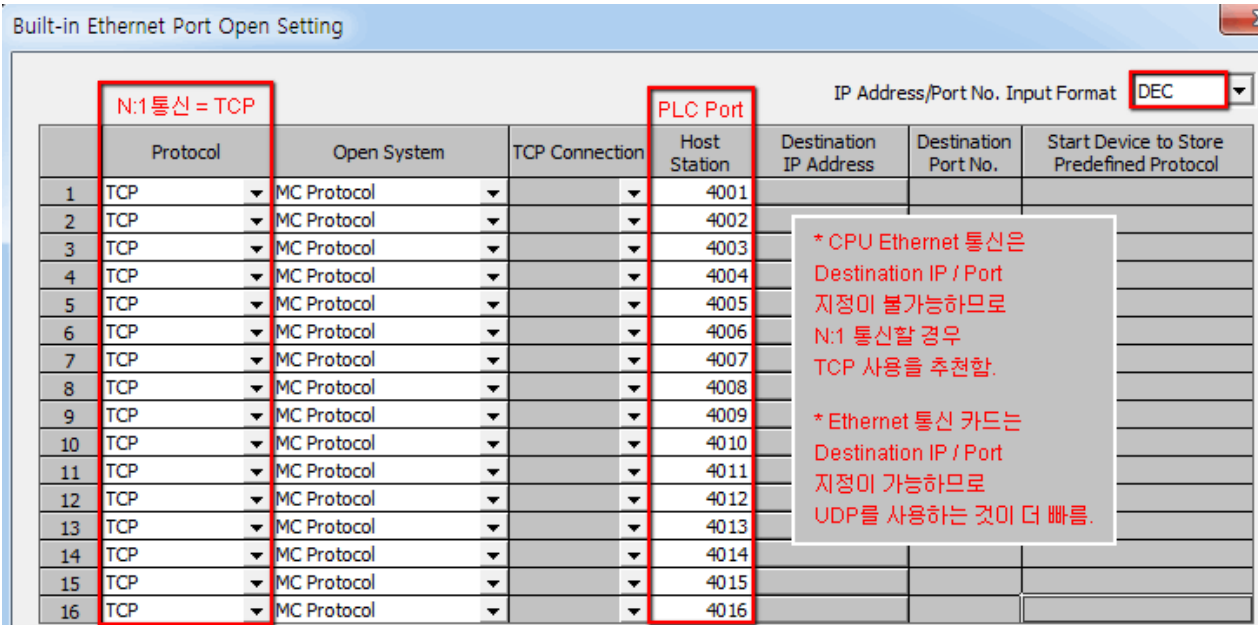 Built-in Ethernet Port Open Setting
N:1통신 = TCP
PLC Port
IP Address/Port No. Input Format DEC
Protocol Open System TCP Connection Host Station Destination IP Address Destination Port No. Start Device to Store Predefined Protocol
1 TCP MC Protocol 4001
2 TCP MC Protocol 4002
3 TCP MC Protocol 4003
4 TCP MC Protocol 4004
5 TCP MC Protocol 4005
6 TCP MC Protocol 4006
7 TCP MC Protocol 4007
8 TCP MC Protocol 4008
9 TCP MC Protocol 4009
10 TCP MC Protocol 4010
11 TCP MC Protocol 4011
12 TCP MC Protocol 4012
13 TCP MC Protocol 4013
14 TCP MC Protocol 4014
15 TCP MC Protocol 4015
16 TCP MC Protocol 4016
* CPU Ethernet 통신은
Destination IP / Port
지정이 불가능하므로
N:1 통신할 경우
TCP 사용을 추천함.
* Ethernet 통신 카드는
Destination IP / Port
지정이 가능하므로
UDP를 사용하는 것이 더 빠름.